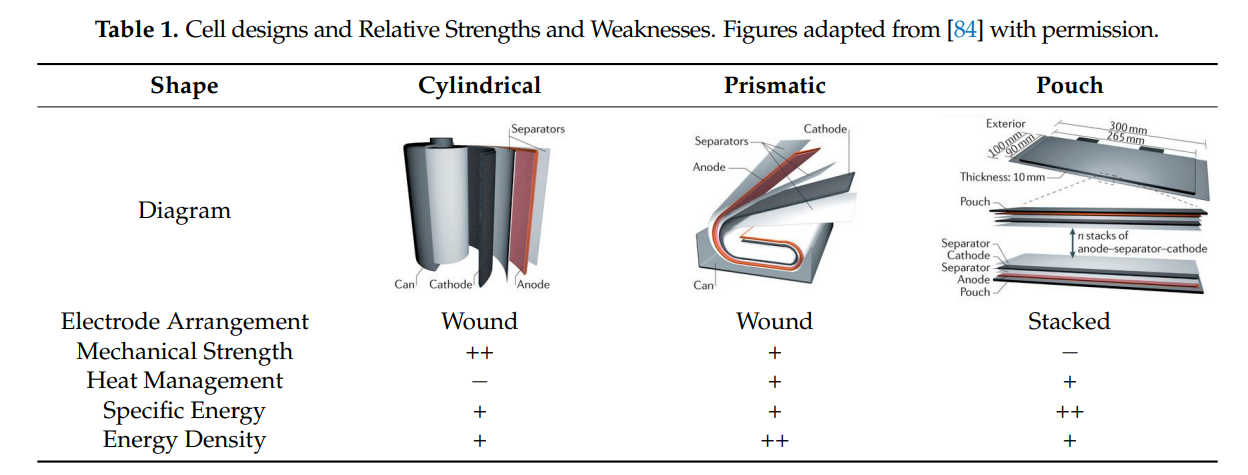 Table 1. Cell designs and Relative Strengths and Weaknesses. Figures adapted from [84] with permission.
Shape Cylindrical Prismatic Pouch
Diagram
Separators
Can Cathode Anode
Cathode
Separators
Anode
Can
Exterior
300 mm
265 mm
100 mm
90 mm
Thickness: 10 mm
Pouch
n stacks of
anode–separator–cathode
Separator
Cathode
Separator
Anode
Pouch
Electrode Arrangement Wound Wound Stacked
Mechanical Strength ++ + −
Heat Management − + +
Specific Energy + + ++
Energy Density + ++ +